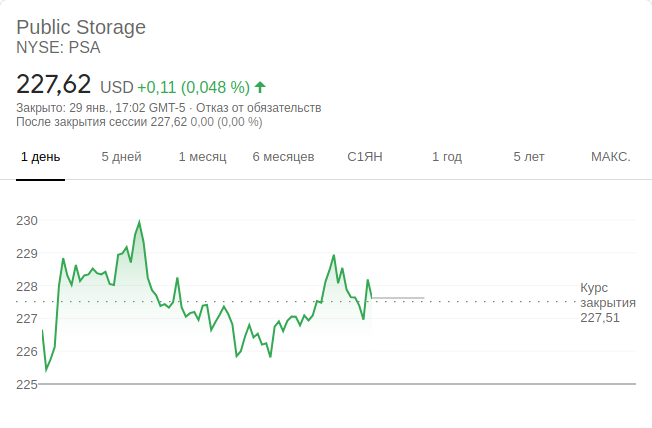 Public Storage
NYSE: PSA
227,62 USD +0,11 (0,048 %)
Закрыто: 29 янв., 17:02 GMT-5 · Отказ от обязательств
После закрытия сессии 227,62 0,00 (0,00 %)
1 день 5 дней 1 месяц 6 месяцев С1ЯН 1 год 5 лет МАКС.
230
229
228
227
226
225
Курс
закрытия
227,51